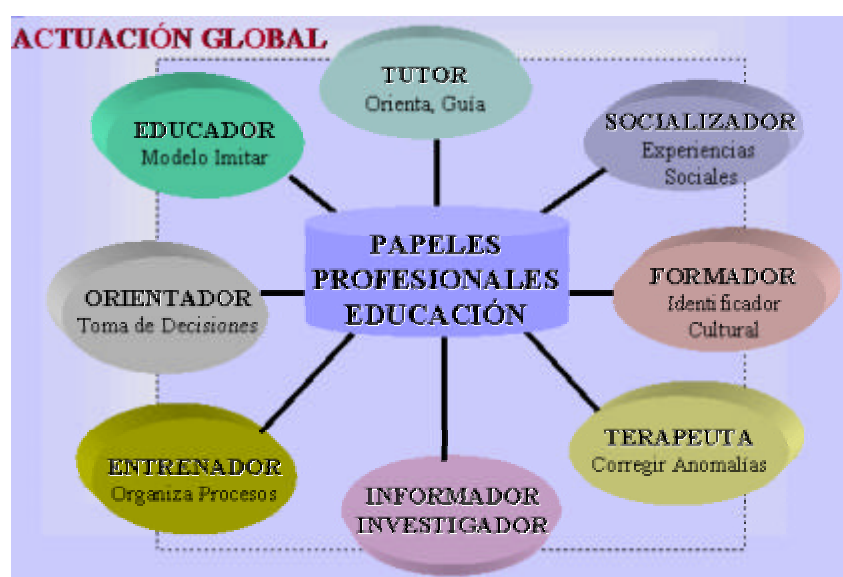 ACTUACIÓN GLOBAL
TUTOR
Orienta, Guía
EDUCADOR
Modelo Imitar
SOCIALIZADOR
Experiencias
Sociales
PAPELES
PROFESIONALES
EDUCACIÓN
ORIENTADOR
Toma de Decisiones
FORMADOR
Identificador
Cultural
ENTRENADOR
Organiza Procesos
TERAPEUTA
Corregir Anomalías
INFORMADOR
INVESTIGADOR